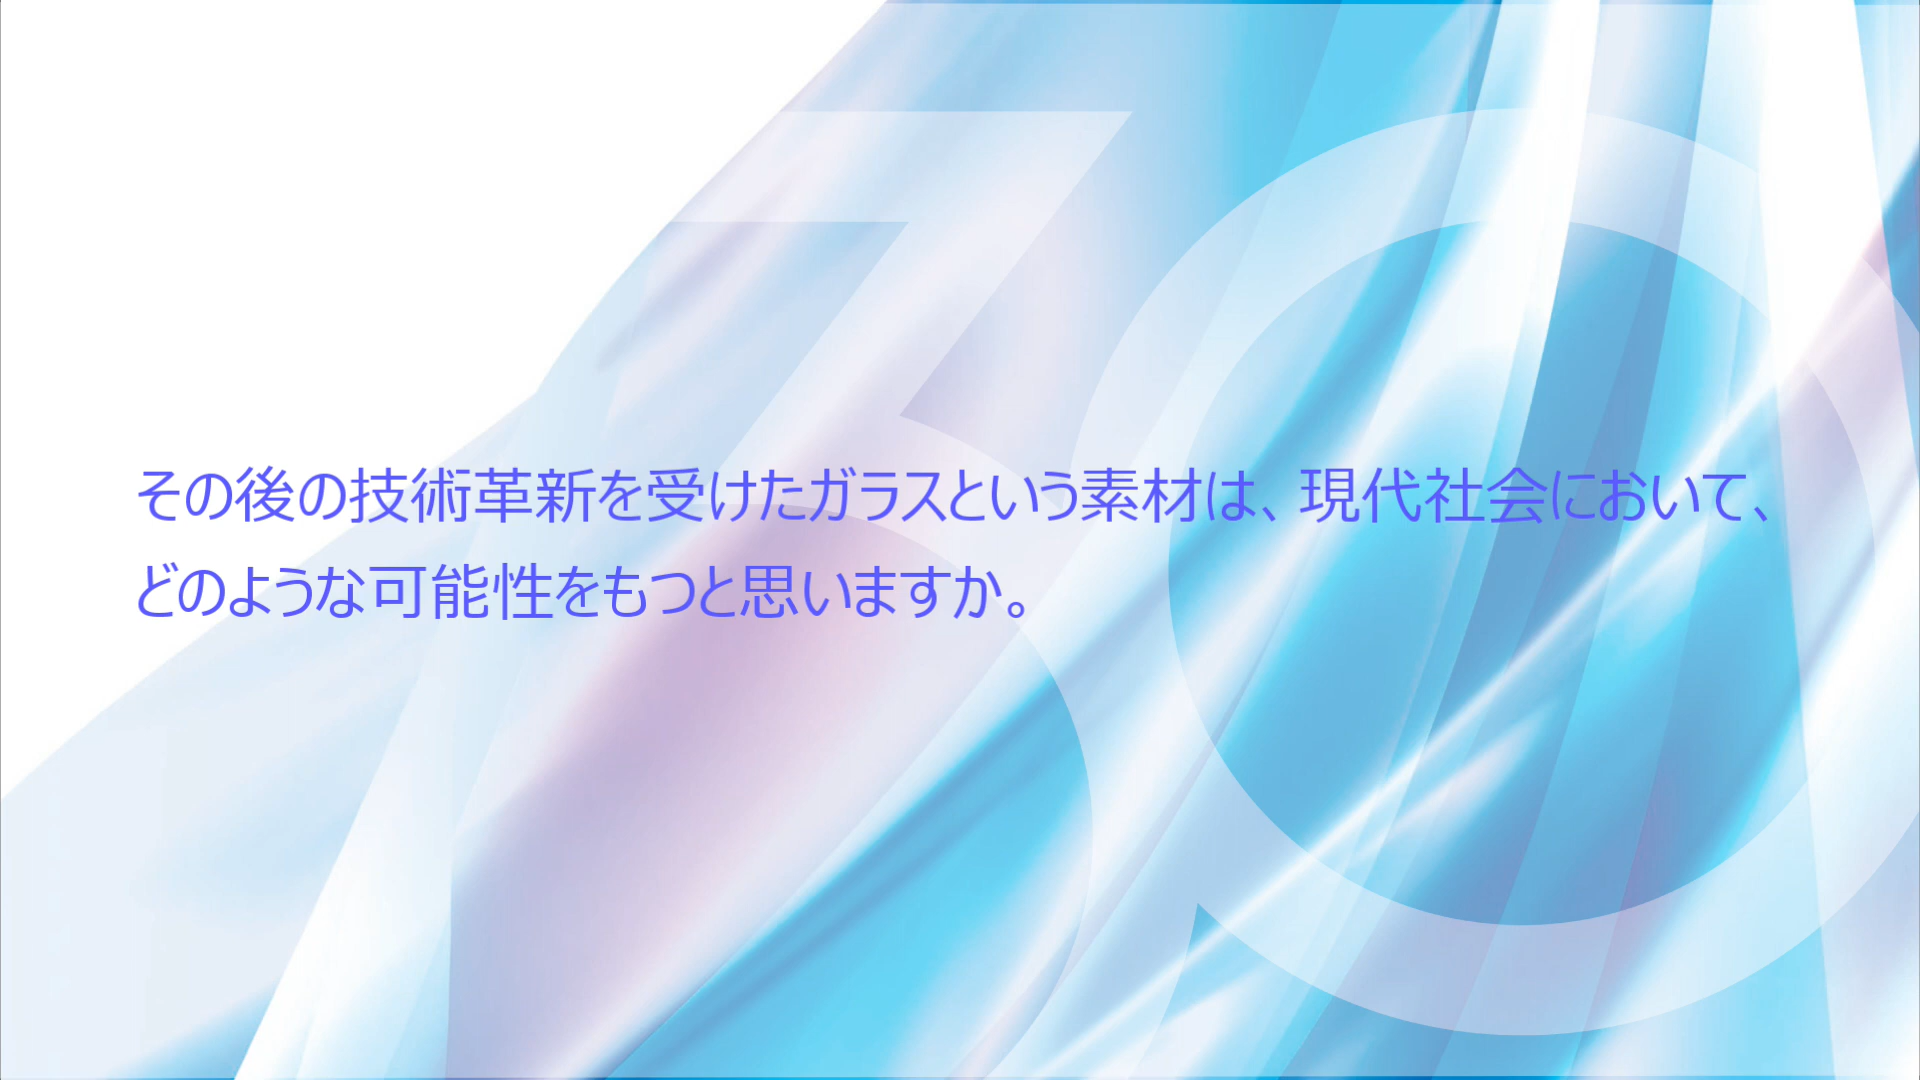 その後の技術革新を受けたガラスという素材は、現代社会において、
どのような可能性をもつと思いますか。